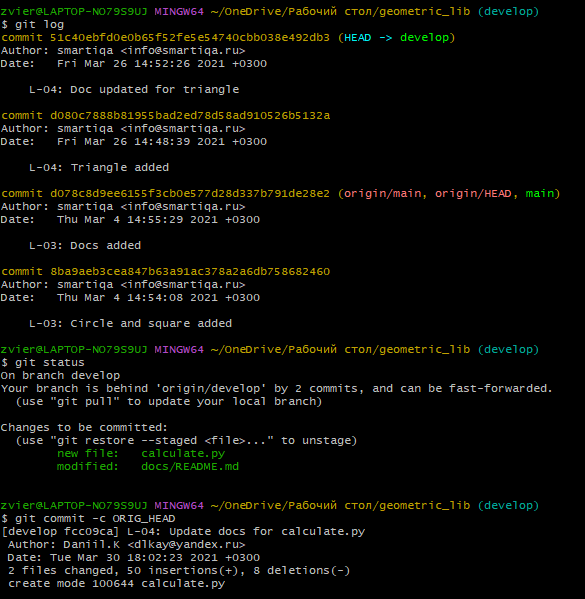 zvier@LAPTOP-NO79S9UJ MINGW64 ~/OneDrive/Рабочий стол/geometric_lib (develop)
$ git log
commit 51c40ebfd0e0b65f52fe5e54740cbb038e492db3 (HEAD -> develop)
Author: smartiqa <info@smartiqa.ru>
Date:   Fri Mar 26 14:52:26 2021 +0300

    L-04: Doc updated for triangle

commit d080c7888b81955bad2ed78d58ad910526b5132a
Author: smartiqa <info@smartiqa.ru>
Date:   Fri Mar 26 14:48:39 2021 +0300

    L-04: Triangle added

commit d078c8d9ee6155f3cb0e577d28d337b791de28e2 (origin/main, origin/HEAD, main)
Author: smartiqa <info@smartiqa.ru>
Date:   Thu Mar 4 14:55:29 2021 +0300

    L-03: Docs added

commit 8ba9aeb3cea847b63a91ac378a2a6db758682460
Author: smartiqa <info@smartiqa.ru>
Date:   Thu Mar 4 14:54:08 2021 +0300

    L-03: Circle and square added

zvier@LAPTOP-NO79S9UJ MINGW64 ~/OneDrive/Рабочий стол/geometric_lib (develop)
$ git status
On branch develop
Your branch is behind 'origin/develop' by 2 commits, and can be fast-forwarded.
  (use "git pull" to update your local branch)

Changes to be committed:
  (use "git restore --staged <file>..." to unstage)
        new file:   calculate.py
        modified:   docs/README.md


zvier@LAPTOP-NO79S9UJ MINGW64 ~/OneDrive/Рабочий стол/geometric_lib (develop)
$ git commit -c ORIG_HEAD
[develop fcc09ca] L-04: Update docs for calculate.py
 Author: Daniil.K <dlkay@yandex.ru>
 Date: Tue Mar 30 18:02:23 2021 +0300
 2 files changed, 50 insertions(+), 8 deletions(-)
 create mode 100644 calculate.py